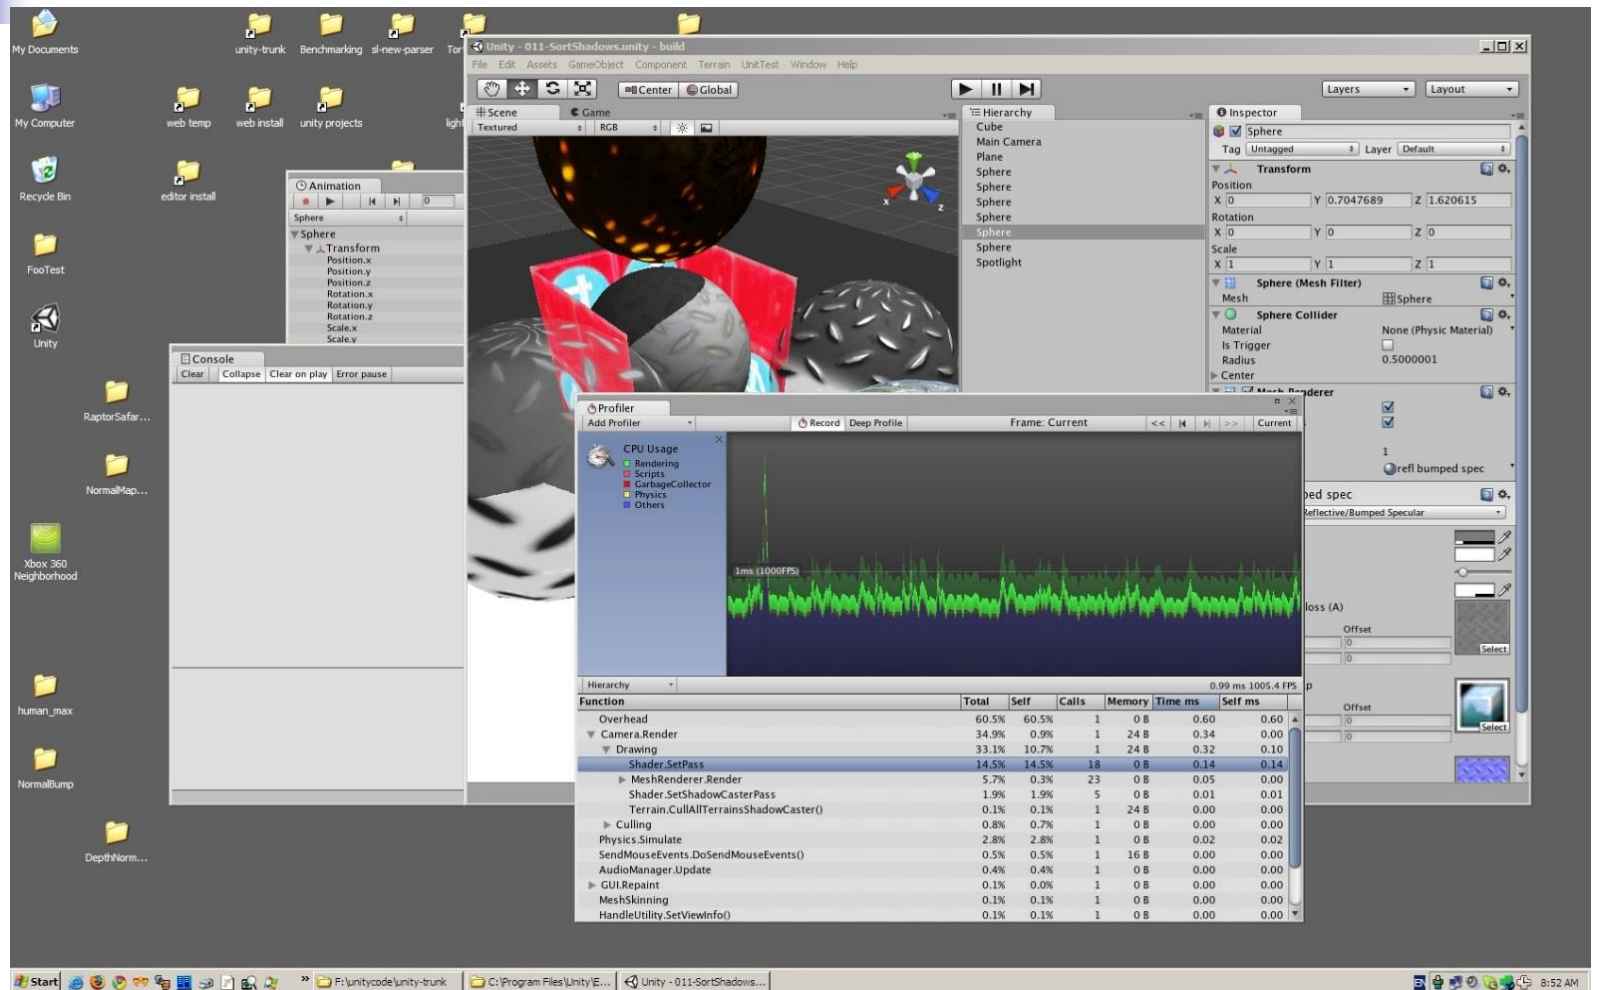 My Documents
unity-trunk
Benchmarking
sl-new-parser
Tor
My Computer
web temp
web install
unity projects
light
Recycle Bin
editor install
FooTest
Unity
RaptorSafar...
NormalMap...
Xbox 360
Neighborhood
human_max
NormalBump
DepthNorm...
Unity - 011-SortShadows.unity - build
File Edit Assets GameObject Component Terrain UnitTest Window Help
Center Global
Layers
Layout
Scene
Game
Textured
RGB
x
z
Hierarchy
Cube
Main Camera
Plane
Sphere
Sphere
Sphere
Sphere
Sphere
Sphere
Spotlight
Inspector
Sphere
Tag Untagged Layer Default
Transform
Position
X 0 Y 0.7047689 Z 1.620615
Rotation
X 0 Y 0 Z 0
Scale
X 1 Y 1 Z 1
Sphere (Mesh Filter)
Mesh Sphere
Sphere Collider
Material None (Physic Material)
Is Trigger
Radius 0.5000001
Center
Mesh Renderer
1
refl bumped spec
ped spec
Reflective/Bumped Specular
loss (A)
Offset
0
0
Select
p
Offset
0
0
Select
Animation
0
Sphere
Sphere
Transform
Position.x
Position.y
Position.z
Rotation.x
Rotation.y
Rotation.z
Scale.x
Scale.y
Console
Clear Collapse Clear on play Error pause
Profiler
Add Profiler Record Deep Profile Frame: Current << >> Current
CPU Usage
Rendering
Scripts
GarbageCollector
Physics
Others
1ms (1000FPS)
Hierarchy 0.99 ms 1005.4 FPS
Function Total Self Calls Memory Time ms Self ms
Overhead 60.5% 60.5% 1 0 B 0.60 0.60
Camera.Render 34.9% 0.9% 1 24 B 0.34 0.00
Drawing 33.1% 10.7% 1 24 B 0.32 0.10
Shader.SetPass 14.5% 14.5% 18 0 B 0.14 0.14
MeshRenderer.Render 5.7% 0.3% 23 0 B 0.05 0.00
Shader.SetShadowCasterPass 1.9% 1.9% 5 0 B 0.01 0.01
Terrain.CullAllTerrainsShadowCaster() 0.1% 0.1% 1 24 B 0.00 0.00
Culling 0.8% 0.7% 1 0 B 0.00 0.00
Physics.Simulate 2.8% 2.8% 1 0 B 0.02 0.02
SendMouseEvents.DoSendMouseEvents() 0.5% 0.5% 1 16 B 0.00 0.00
AudioManager.Update 0.4% 0.4% 1 0 B 0.00 0.00
GUI.Repaint 0.1% 0.0% 1 0 B 0.00 0.00
MeshSkinning 0.1% 0.1% 1 0 B 0.00 0.00
HandleUtility.SetViewInfo() 0.1% 0.1% 1 0 B 0.00 0.00
Start » F:\unitycode\unity-trunk C:\Program Files\Unity\E... Unity - 011-SortShadows... EN 8:52 AM